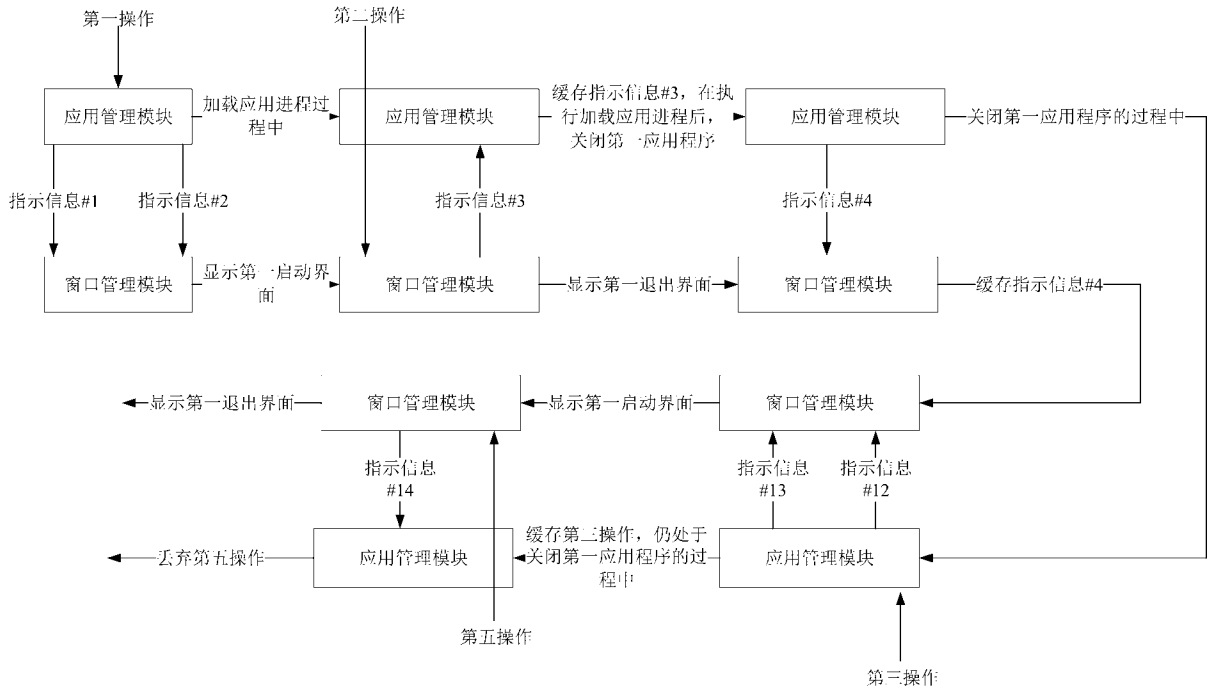 第一操作
第二操作
应用管理模块
加载应用进程过
程中
应用管理模块
缓存指示信息#3，在执
行加载应用进程后，
关闭第一应用程序
应用管理模块
关闭第一应用程序的过程中
指示信息#1
指示信息#2
指示信息#3
指示信息#4
窗口管理模块
显示第一启动界
面
窗口管理模块
显示第一退出界面
窗口管理模块
缓存指示信息#4
显示第一退出界面
窗口管理模块
显示第一启动界面
窗口管理模块
指示信息
#14
指示信息
#13
指示信息
#12
丢弃第五操作
应用管理模块
缓存第三操作，仍处于
关闭第一应用程序的过
程中
应用管理模块
第五操作
第三操作